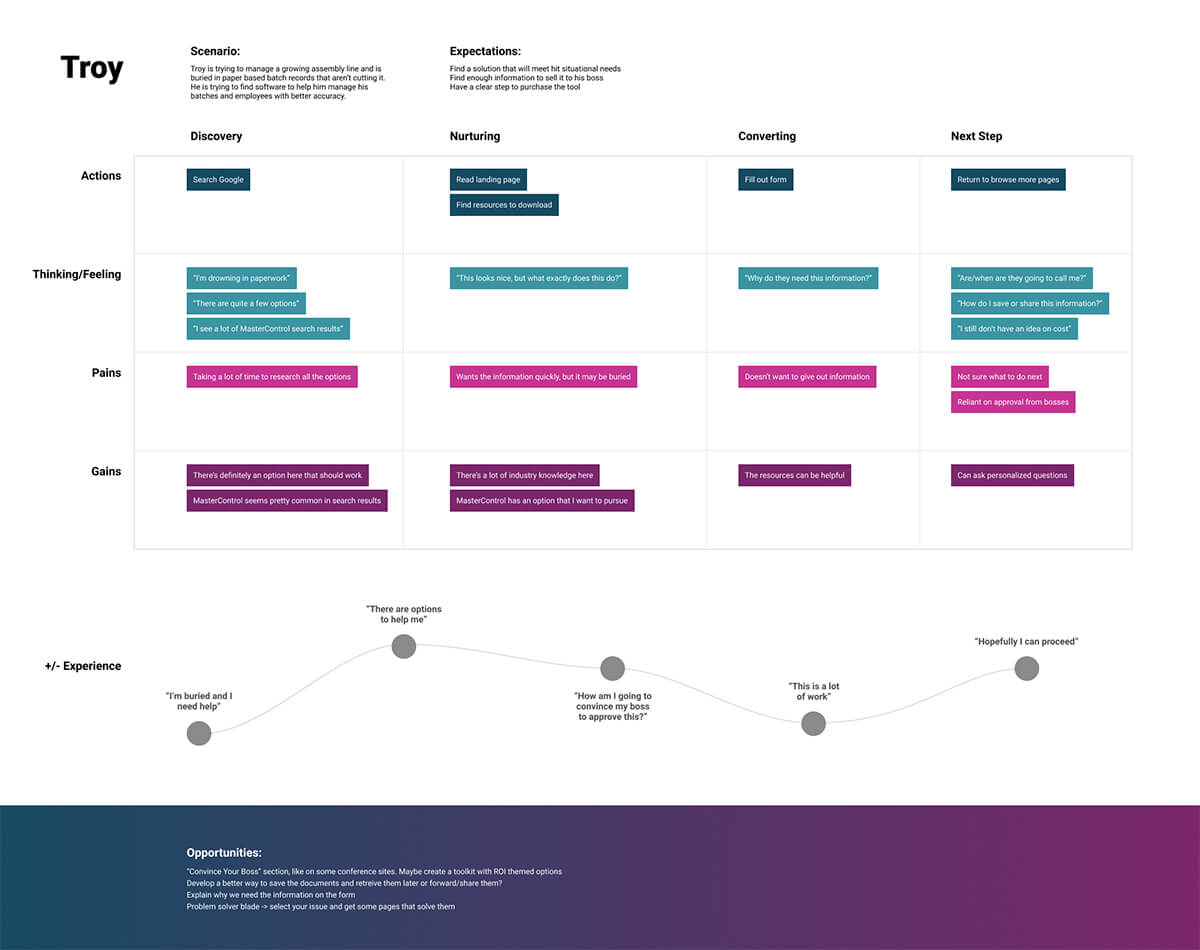 Troy
Scenario:
Troy is trying to manage a growing assembly line and is
buried in paper based batch records that aren't cutting it.
He is trying to find software to help him manage his
batches and employees with better accuracy.
Expectations:
Find a solution that will meet hit situational needs
Find enough information to sell it to his boss
Have a clear step to purchase the tool
Discovery
Nurturing
Converting
Next Step
Actions
Search Google
Read landing page
Find resources to download
Fill out form
Return to browse more pages
Thinking/Feeling
"I'm drowning in paperwork"
"There are quite a few options"
"I see a lot of MasterControl search results"
"This looks nice, but what exactly does this do?"
"Why do they need this information?"
"Are/when are they going to call me?"
"How do I save or share this information?"
"I still don't have an idea on cost"
Pains
Taking a lot of time to research all the options
Wants the information quickly, but it may be buried
Doesn't want to give out information
Not sure what to do next
Reliant on approval from bosses
Gains
There's definitely an option here that should work
MasterControl seems pretty common in search results
There's a lot of industry knowledge here
MasterControl has an option that I want to pursue
The resources can be helpful
Can ask personalized questions
+/- Experience
"I'm buried and I
need help"
"There are options
to help me"
"How am I going to
convince my boss
to approve this?"
"This is a lot
of work"
"Hopefully I can proceed"
Opportunities:
"Convince Your Boss" section, like on some conference sites. Maybe create a toolkit with ROI themed options
Develop a better way to save the documents and retreive them later or forward/share them?
Explain why we need the information on the form
Problem solver blade -> select your issue and get some pages that solve them